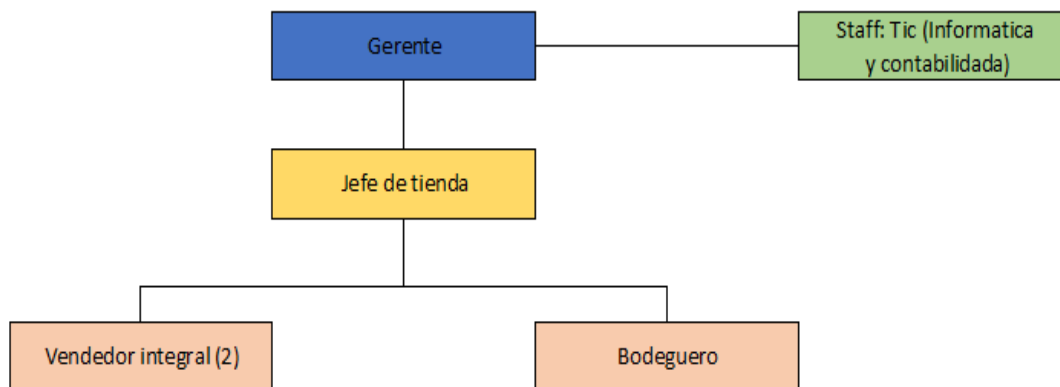 Gerente
Staff: Tic (Informatica
y contabilidada)
Jefe de tienda
Vendedor integral (2)
Bodeguero